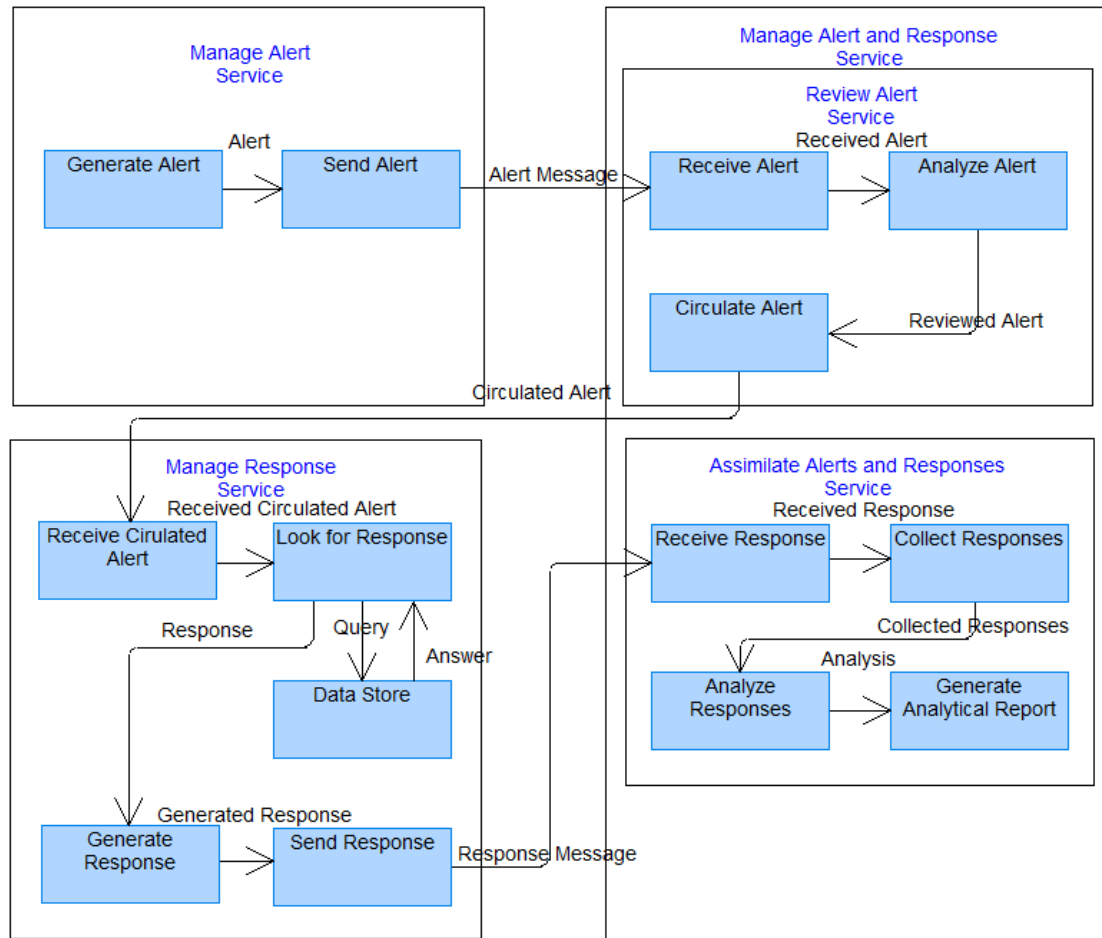 Manage Alert
Service
Alert
Generate Alert
Send Alert
Alert Message
Manage Alert and Response
Service
Review Alert
Service
Received Alert
Receive Alert
Analyze Alert
Circulate Alert
Reviewed Alert
Circulated Alert
Manage Response
Service
Received Circulated Alert
Receive Cirulated
Alert
Look for Response
Response
Query
Answer
Data Store
Generated Response
Generate
Response
Send Response
Response Message
Assimilate Alerts and Responses
Service
Received Response
Receive Response
Collect Responses
Collected Responses
Analysis
Analyze
Responses
Generate
Analytical Report